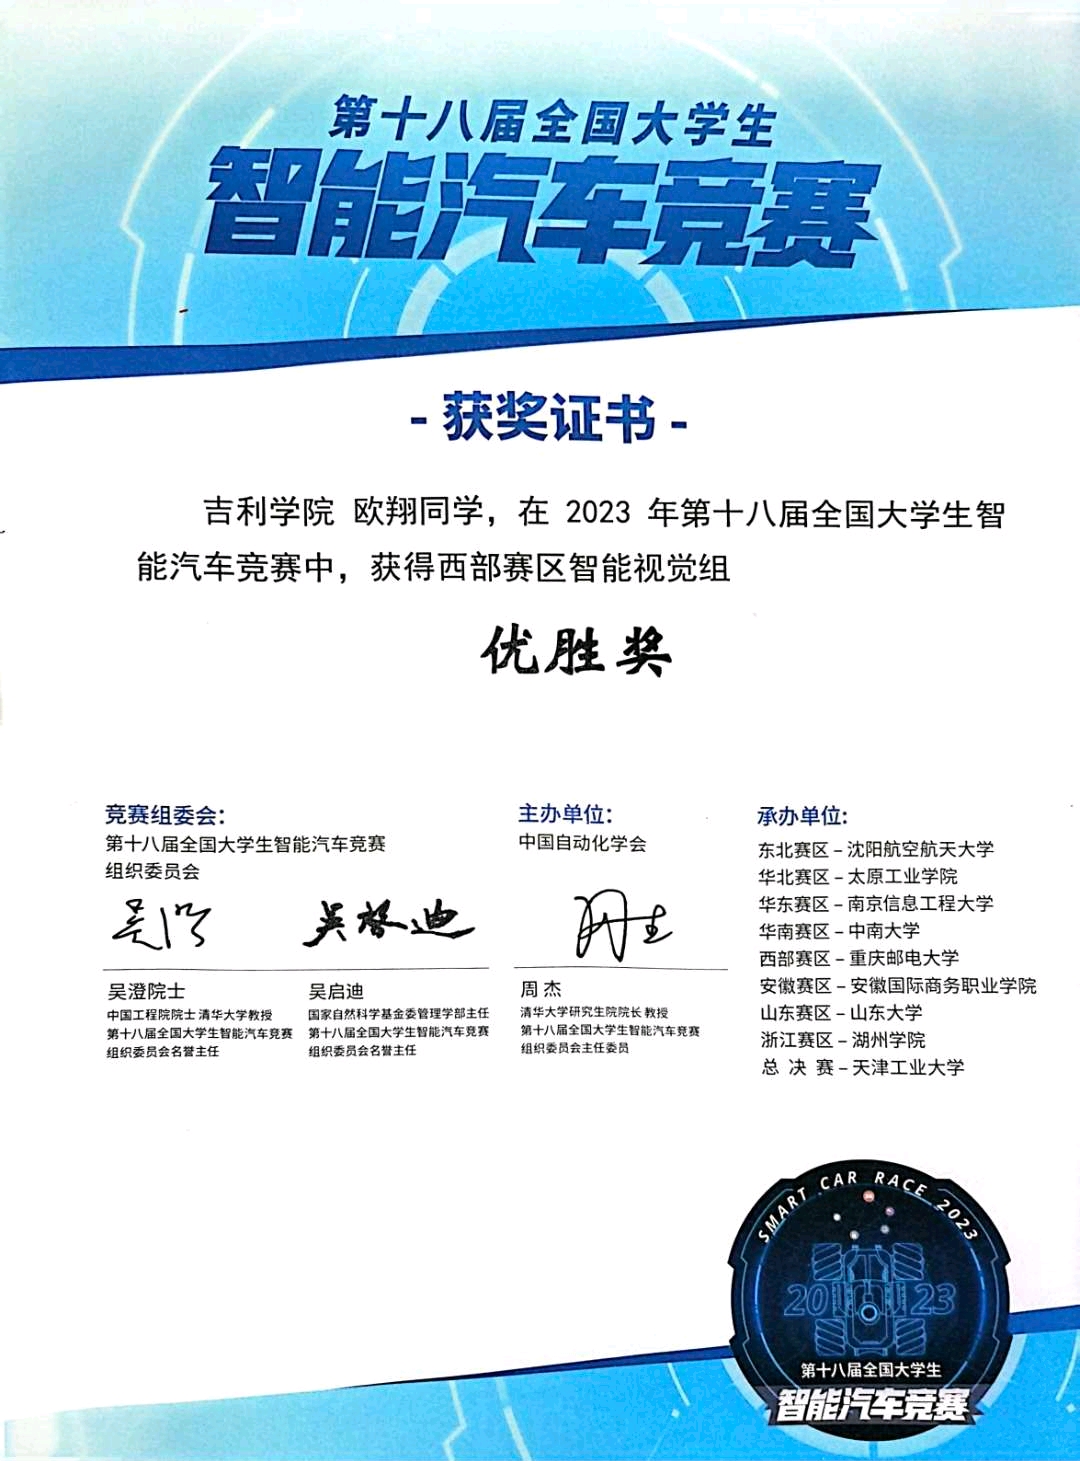 第十八届全国大学生
智能汽车竞赛
- 获奖证书 -
吉利学院 欧翔同学，在 2023 年第十八届全国大学生智
能汽车竞赛中，获得西部赛区智能视觉组
优胜奖
竞赛组委会：
第十八届全国大学生智能汽车竞赛
组织委员会
吴澄
吴澄院士
中国工程院院士 清华大学教授
第十八届全国大学生智能汽车竞赛
组织委员会名誉主任
吴启迪
吴启迪
国家自然科学基金委管理学部主任
第十八届全国大学生智能汽车竞赛
组织委员会名誉主任
主办单位：
中国自动化学会
周 杰
清华大学研究生院院长 教授
第十八届全国大学生智能汽车竞赛
组织委员会主任委员
承办单位：
东北赛区 – 沈阳航空航天大学
华北赛区 – 太原工业学院
华东赛区 – 南京信息工程大学
华南赛区 – 中南大学
西部赛区 – 重庆邮电大学
安徽赛区 – 安徽国际商务职业学院
山东赛区 – 山东大学
浙江赛区 – 湖州学院
总 决 赛 – 天津工业大学
SMART CAR RACE 2023
2023
第十八届全国大学生
智能汽车竞赛